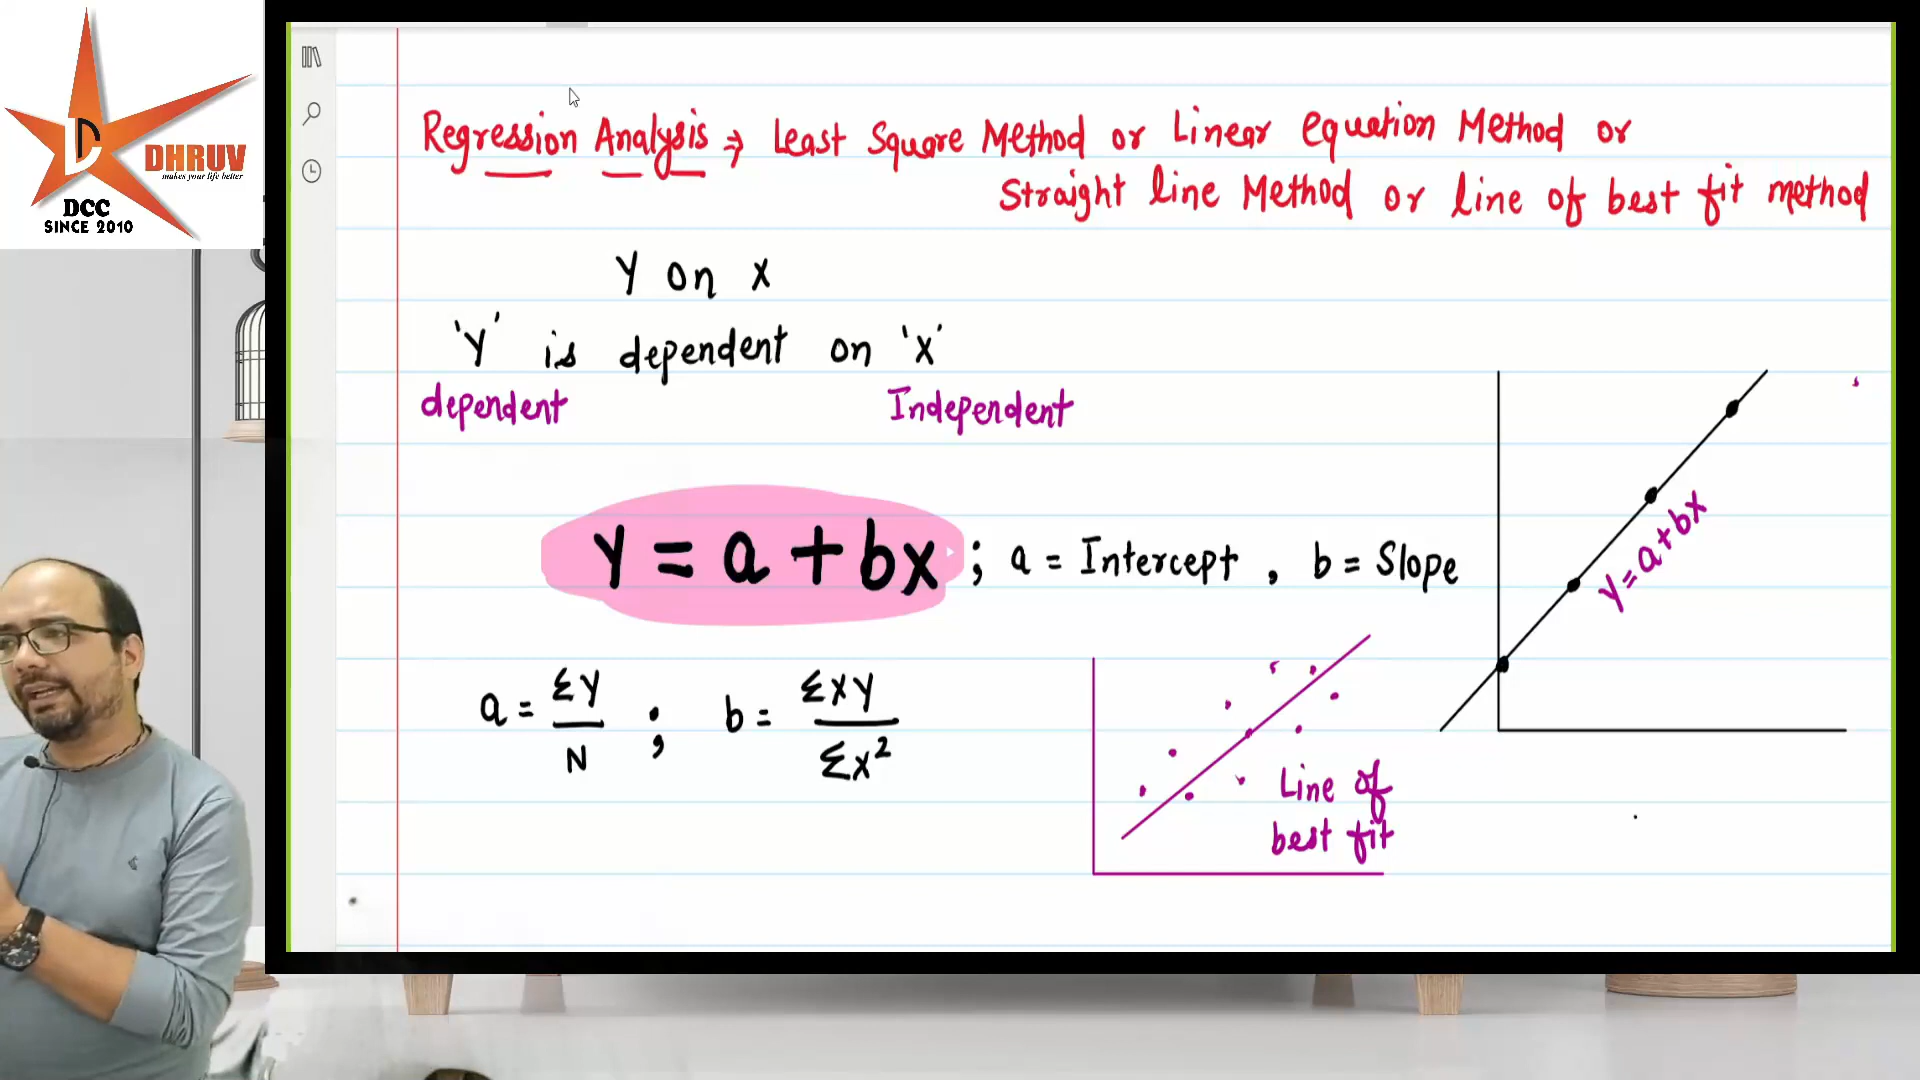 DHRUV
makes your life better
DCC
SINCE 2010
Regression Analysis → Least Square Method or Linear equation Method or
Straight line Method or line of best fit method
Y on X
'Y' is dependent on 'X'
dependent Independent
Y = a + bx ; a = Intercept , b = Slope
Y = a + bx
a = ΣY / N ; b = ΣXY / ΣX²
Line of
best fit